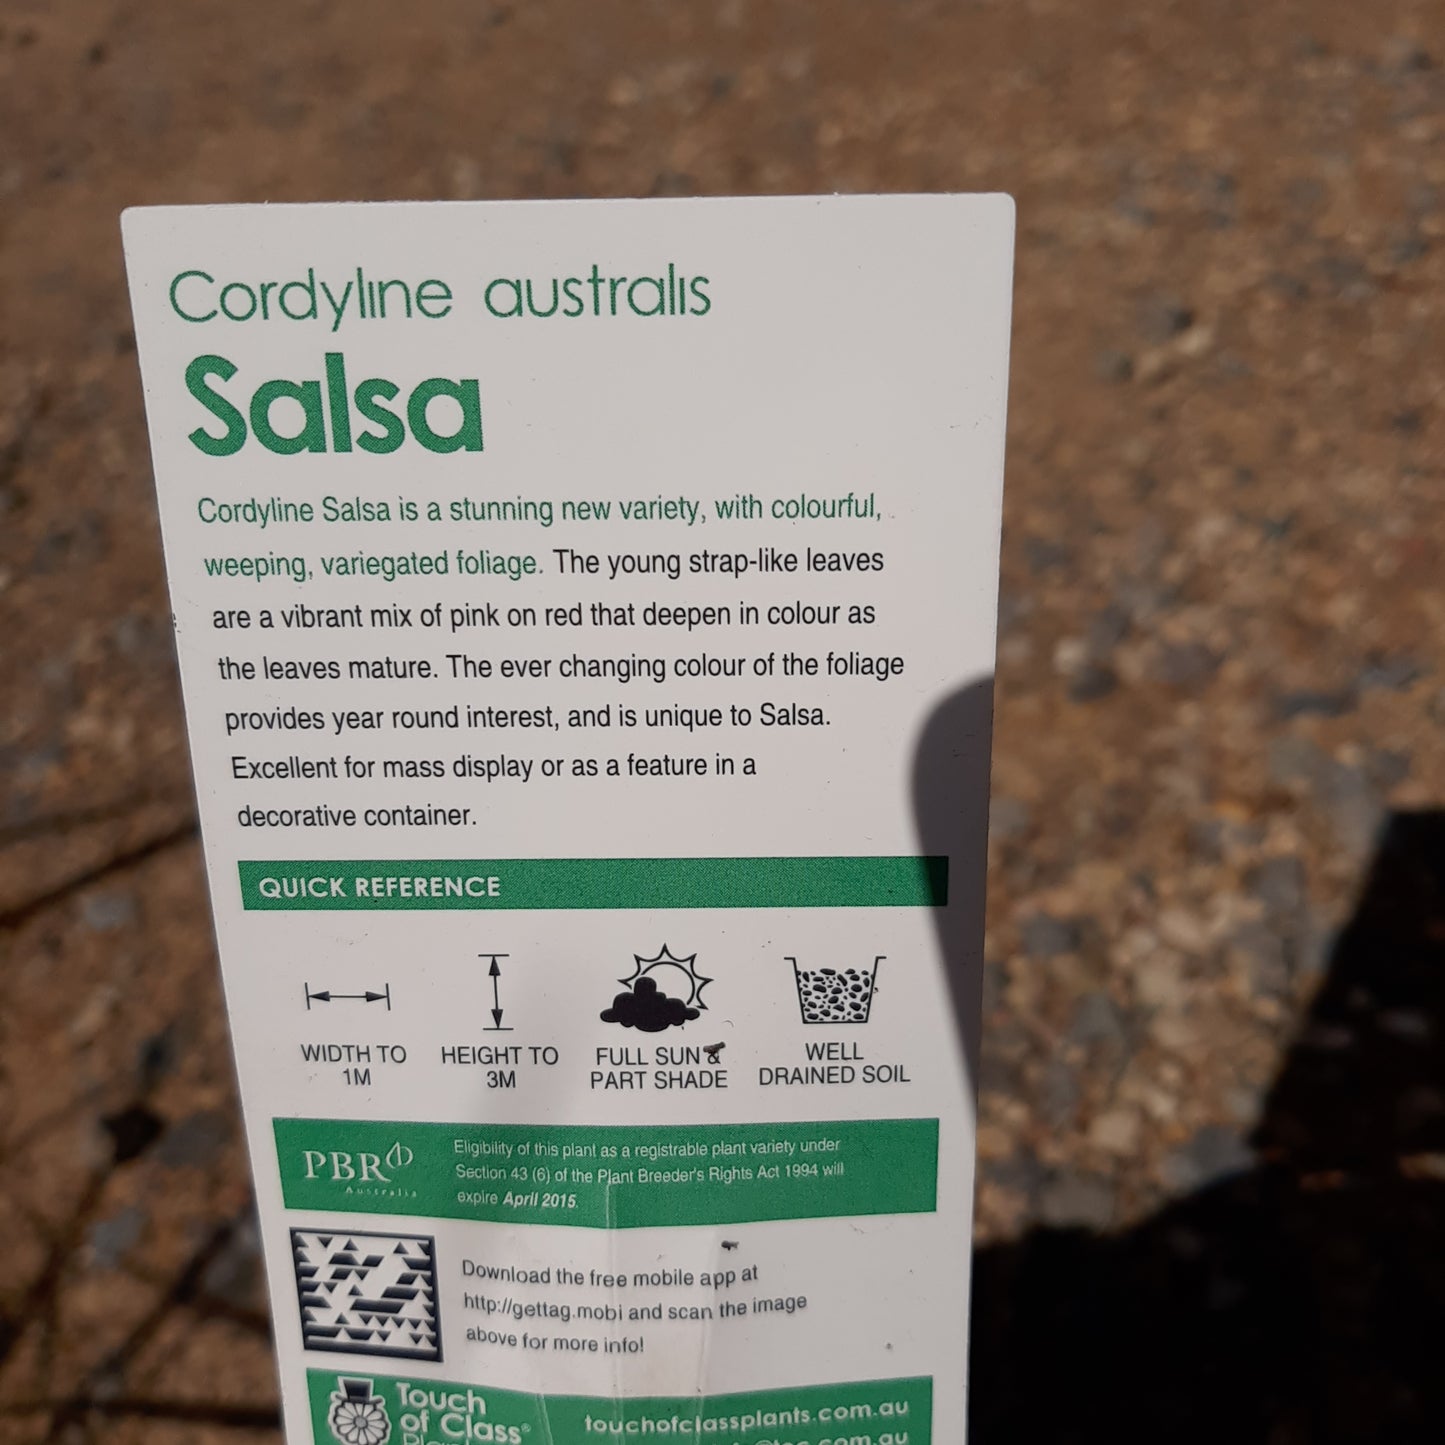 Cordyline australis
Salsa
Cordyline Salsa is a stunning new variety, with colourful,
weeping, variegated foliage. The young strap-like leaves
are a vibrant mix of pink on red that deepen in colour as
the leaves mature. The ever changing colour of the foliage
provides year round interest, and is unique to Salsa.
Excellent for mass display or as a feature in a
decorative container.
QUICK REFERENCE
WIDTH TO
1M
HEIGHT TO
3M
FULL SUN &
PART SHADE
WELL
DRAINED SOIL
PBR
Australia
Eligibility of this plant as a registrable plant variety under
Section 43 (6) of the Plant Breeder's Rights Act 1994 will
expire April 2015.
Download the free mobile app at
http://gettag.mobi and scan the image
above for more info!
Touch
of Class®
touchofclassplants.com.au
.com.au